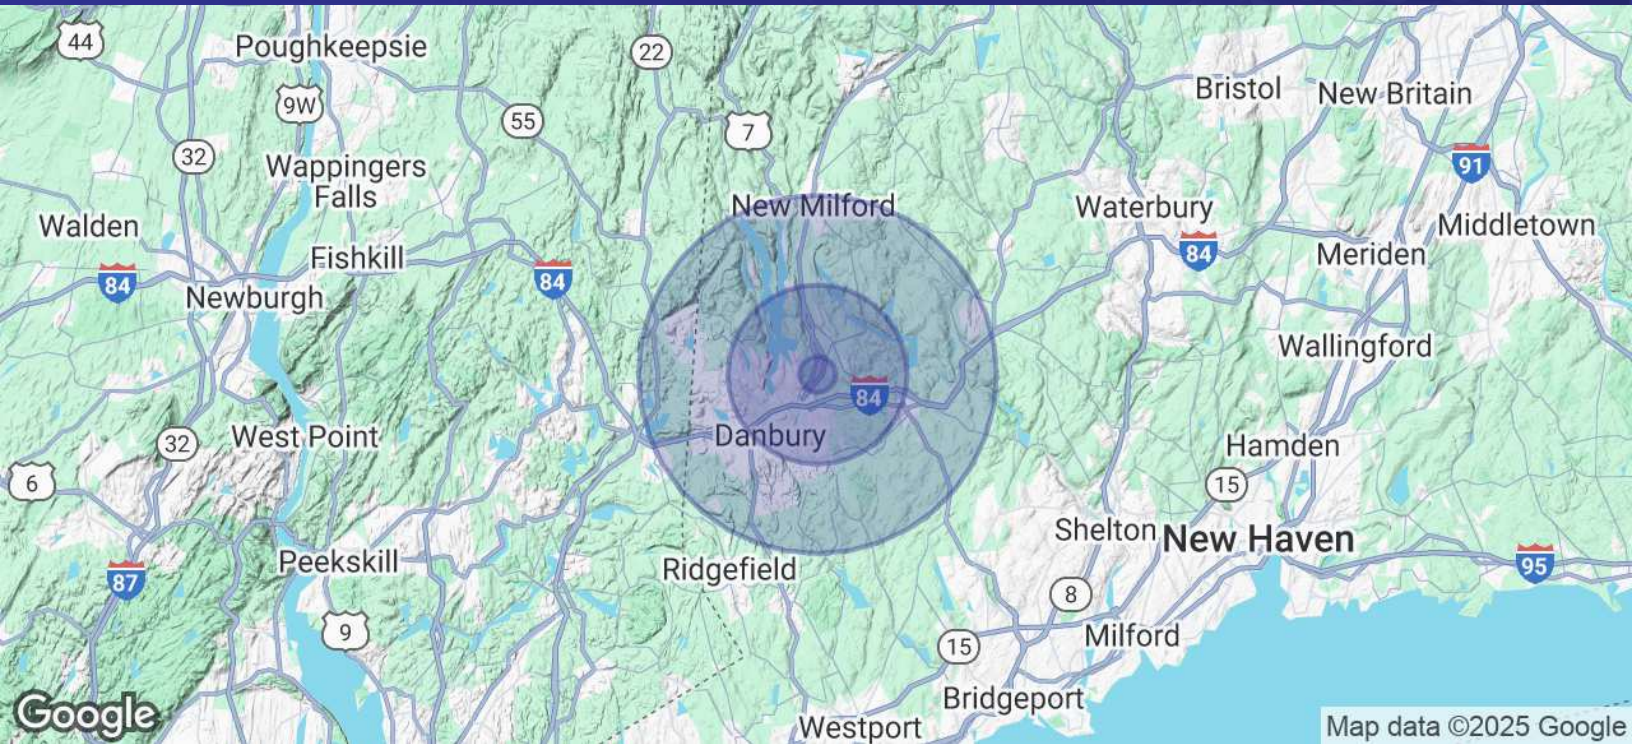 44
Poughkeepsie
22
Bristol
New Britain
9W
55
7
32
91
Wappingers
Falls
New Milford
Waterbury
Walden
Middletown
84
Fishkill
84
84
Meriden
Newburgh
Wallingford
84
West Point
32
Danbury
Hamden
6
15
Shelton
New Haven
Peekskill
Ridgefield
95
87
8
9
15
Milford
Bridgeport
Google
Westport
Map data ©2025 Google